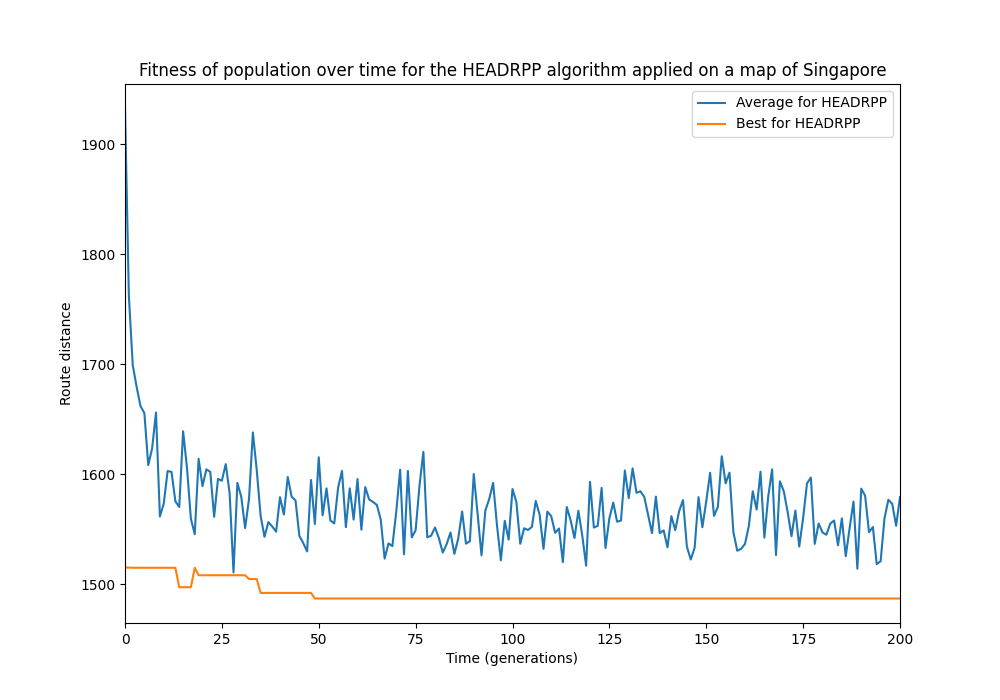 Fitness of population over time for the HEADRPP algorithm applied on a map of Singapore
Average for HEADRPP
Best for HEADRPP
Route distance
1900
1800
1700
1600
1500
0 25 50 75 100 125 150 175 200
Time (generations)